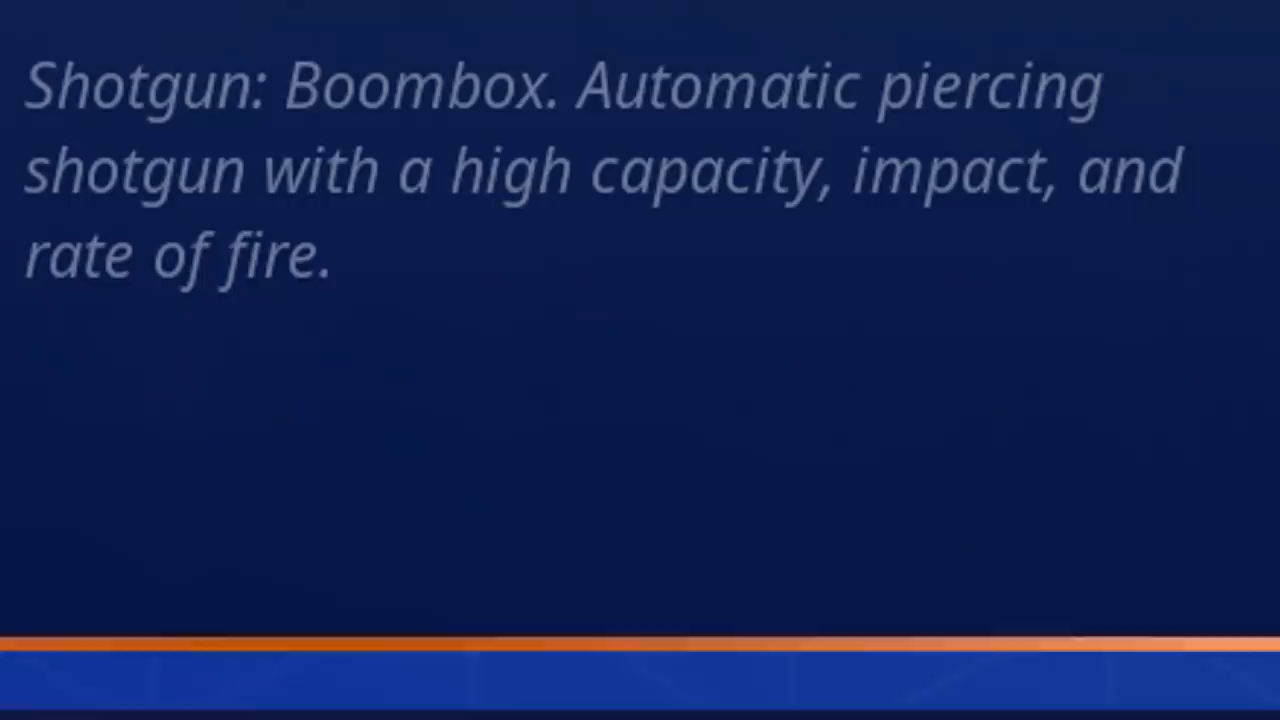 Shotgun: Boombox. Automatic piercing
shotgun with a high capacity, impact, and
rate of fire.